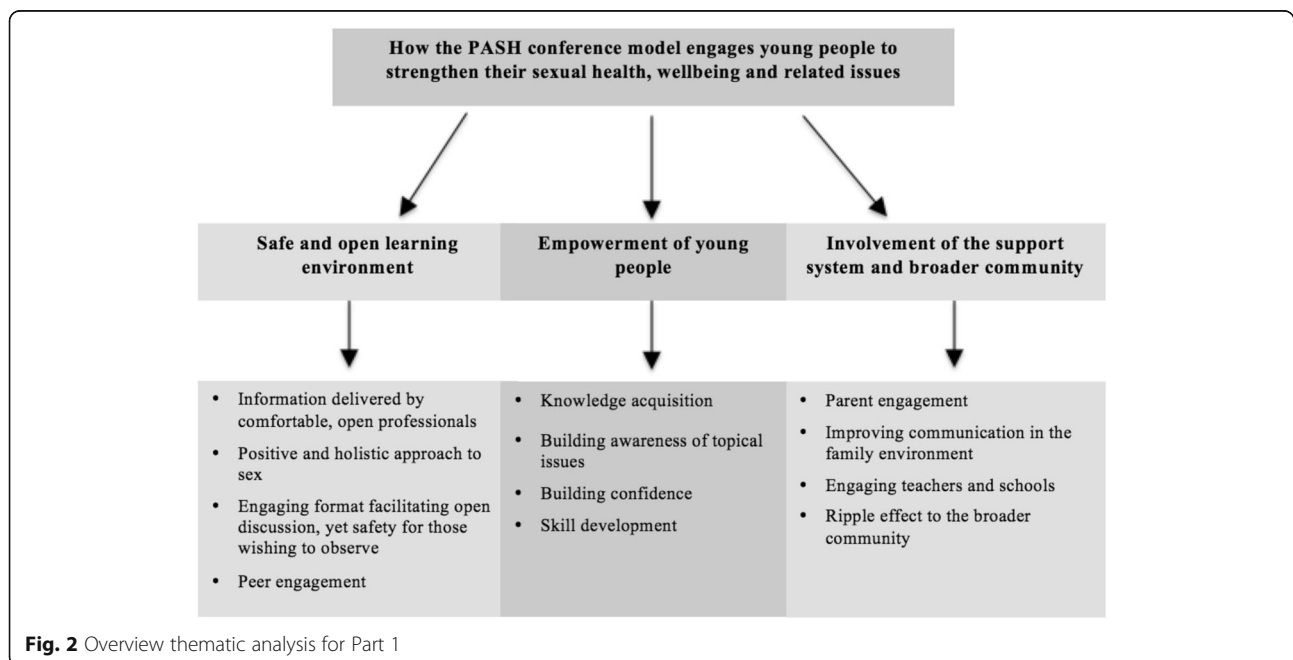 How the PASH conference model engages young people to
strengthen their sexual health, wellbeing and related issues
Safe and open learning
environment
Empowerment of young
people
Involvement of the support
system and broader community
• Information delivered by
comfortable, open professionals
• Positive and holistic approach to
sex
• Engaging format facilitating open
discussion, yet safety for those
wishing to observe
• Peer engagement
• Knowledge acquisition
• Building awareness of topical
issues
• Building confidence
• Skill development
• Parent engagement
• Improving communication in the
family environment
• Engaging teachers and schools
• Ripple effect to the broader
community
Fig. 2 Overview thematic analysis for Part 1